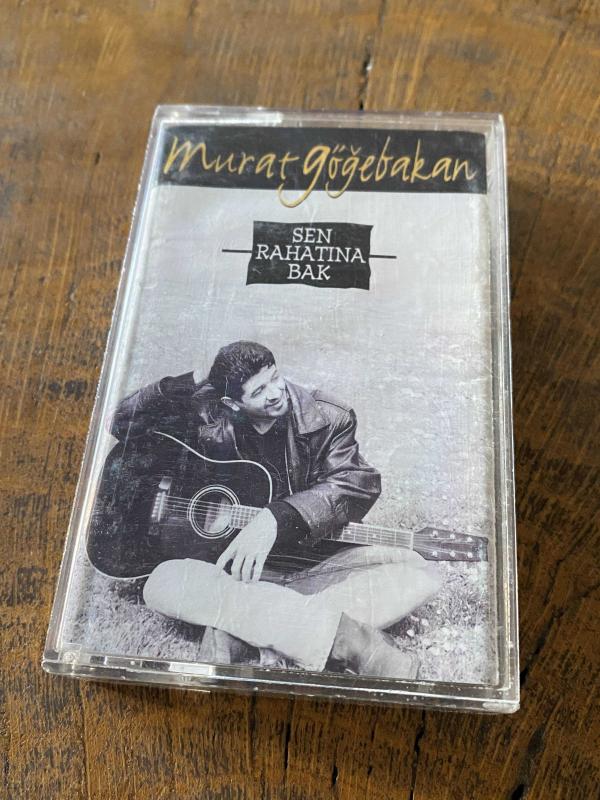 murat göğebakan
SEN
RAHATINA
BAK